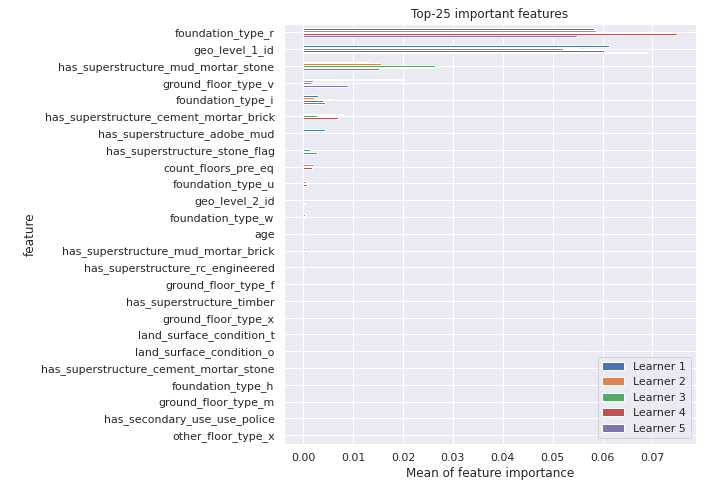 Top-25 important features
foundation_type_r
geo_level_1_id
has_superstructure_mud_mortar_stone
ground_floor_type_v
foundation_type_i
has_superstructure_cement_mortar_brick
has_superstructure_adobe_mud
has_superstructure_stone_flag
count_floors_pre_eq
foundation_type_u
geo_level_2_id
foundation_type_w
age
has_superstructure_mud_mortar_brick
has_superstructure_rc_engineered
ground_floor_type_f
has_superstructure_timber
ground_floor_type_x
land_surface_condition_t
land_surface_condition_o
has_superstructure_cement_mortar_stone
foundation_type_h
ground_floor_type_m
has_secondary_use_use_police
other_floor_type_x
feature
Learner 1
Learner 2
Learner 3
Learner 4
Learner 5
0.00 0.01 0.02 0.03 0.04 0.05 0.06 0.07
Mean of feature importance